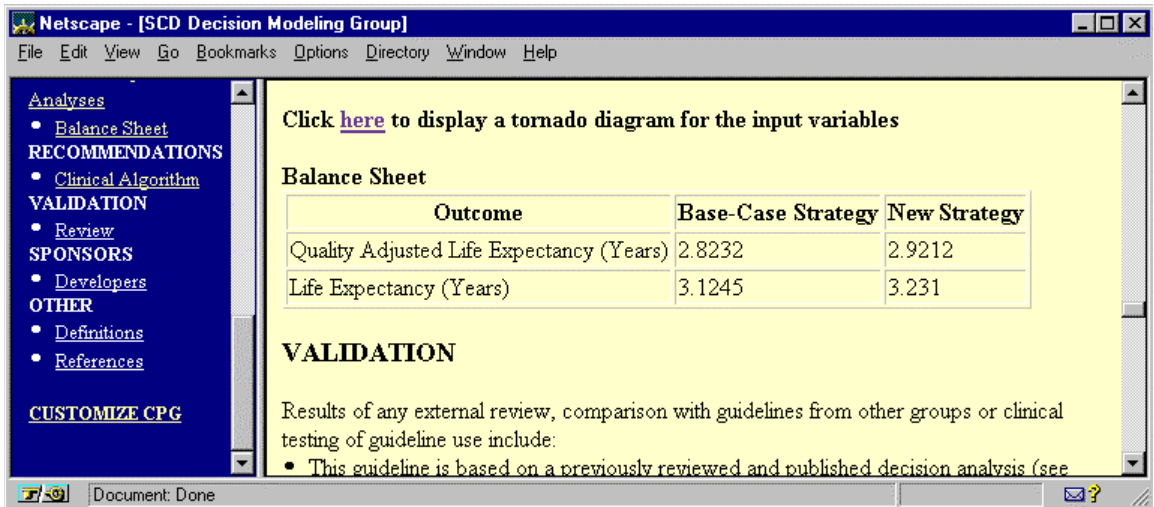 Netscape - [SCD Decision Modeling Group]
File Edit View Go Bookmarks Options Directory Window Help
Analyses
• Balance Sheet
RECOMMENDATIONS
• Clinical Algorithm
VALIDATION
• Review
SPONSORS
• Developers
OTHER
• Definitions
• References
CUSTOMIZE CPG
Click here to display a tornado diagram for the input variables
Balance Sheet
Outcome Base-Case Strategy New Strategy
Quality Adjusted Life Expectancy (Years) 2.8232 2.9212
Life Expectancy (Years) 3.1245 3.231
VALIDATION
Results of any external review, comparison with guidelines from other groups or clinical
testing of guideline use include:
• This guideline is based on a previously reviewed and published decision analysis (see
Document: Done